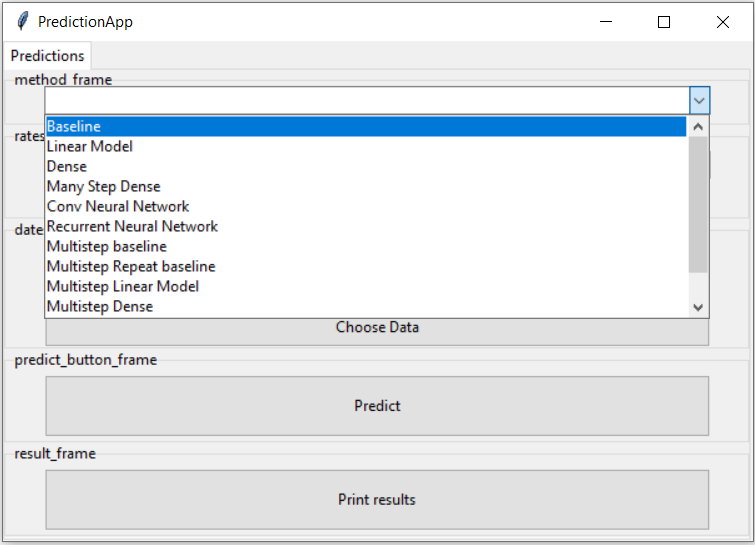 PredictionApp
Predictions
method_frame
Baseline
rates
Linear Model
Dense
Many Step Dense
Conv Neural Network
Recurrent Neural Network
date
Multistep baseline
Multistep Repeat baseline
Multistep Linear Model
Multistep Dense
Choose Data
predict_button_frame
Predict
result_frame
Print results